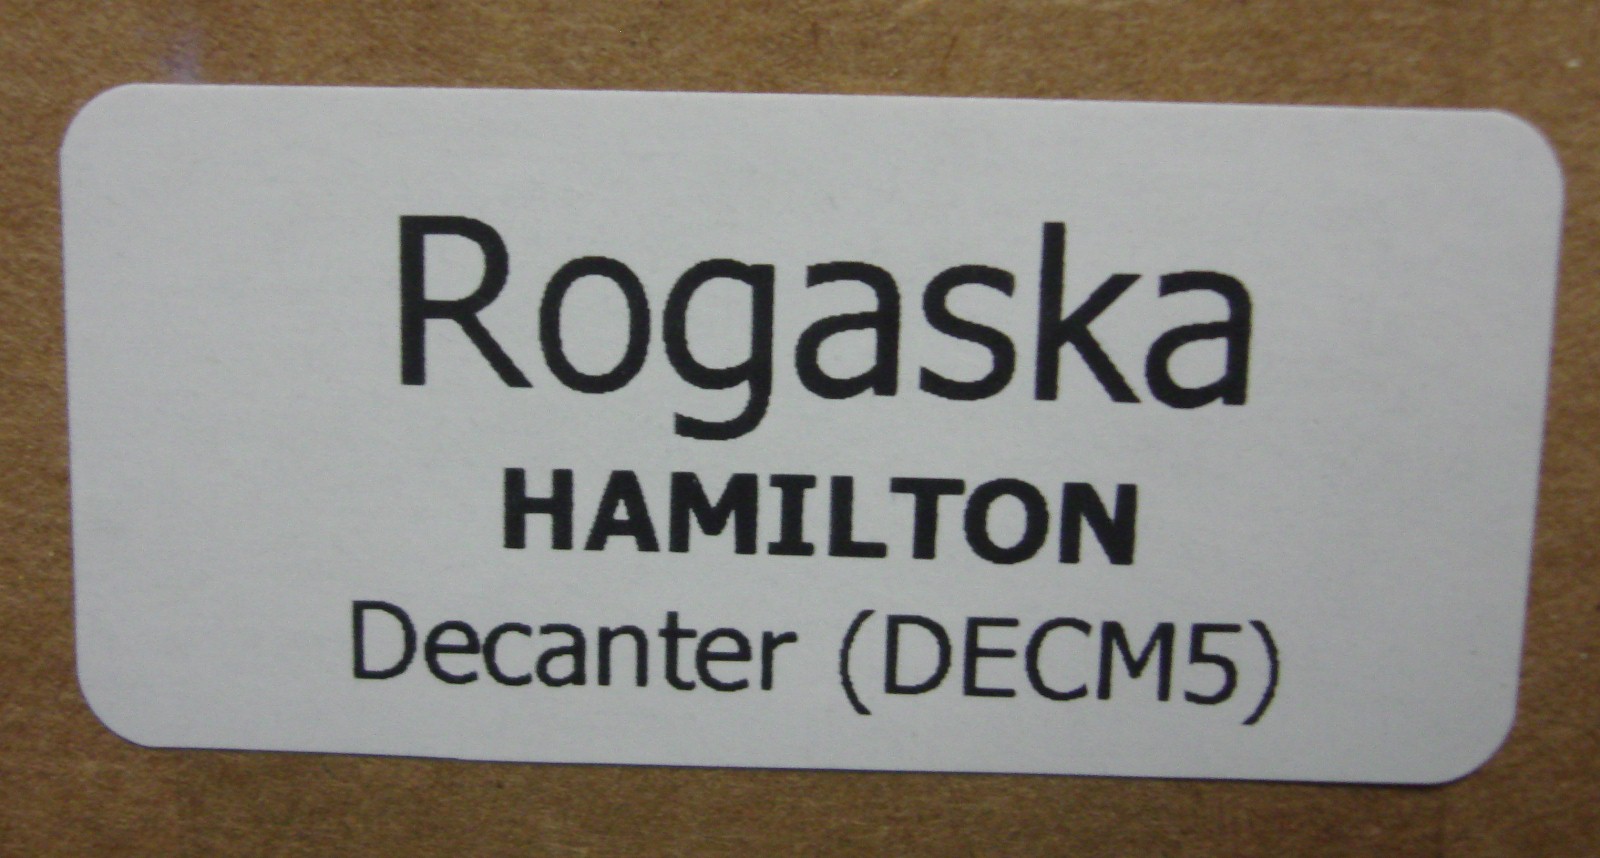 Rogaska
HAMILTON
Decanter (DECM5)